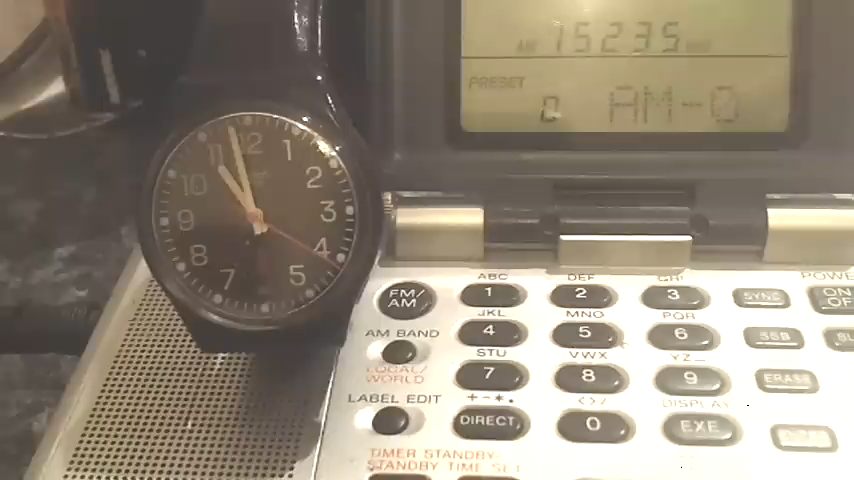 AM 15235
PRESET
0 AM-0
12
11 1
10 2
9 3
8 4
7 5
FM/
AM
ABC DEF GHI POWER
1 2 3 SYNC ON
OFF
JKL MNO PQR
AM BAND 4 5 6 SSB
LOCAL/
WORLD
STU VWX YZ_
7 8 9 ERASE
LABEL EDIT +-*. <>/ DISPLAY
DIRECT 0 EXE
TIMER STANDBY
STANDBY TIME SET